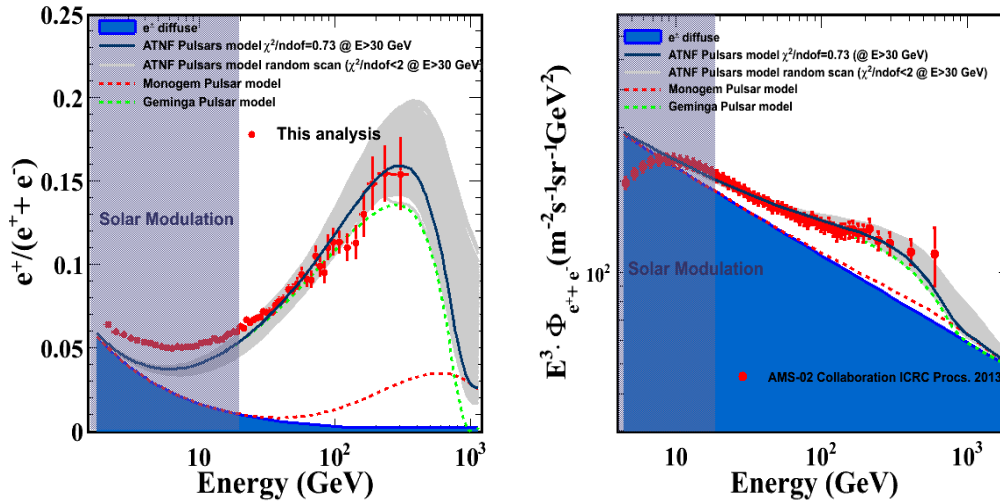 0.25
0.2
0.15
0.1
0.05
0
e⁺/(e⁺+ e⁻)
e± diffuse
ATNF Pulsars model χ²/ndof=0.73 @ E>30 GeV
ATNF Pulsars model random scan (χ²/ndof<2 @ E>30 GeV)
Monogem Pulsar model
Geminga Pulsar model
This analysis
Solar Modulation
10
10²
10³
Energy (GeV)
E³· Φe⁺+ e⁻(m⁻²s⁻¹sr⁻¹GeV²)
10²
e± diffuse
ATNF Pulsars model χ²/ndof=0.73 @ E>30 GeV)
ATNF Pulsars model random scan (χ²/ndof<2 @ E>30 GeV)
Monogem Pulsar model
Geminga Pulsar model
Solar Modulation
AMS-02 Collaboration ICRC Procs. 2013
10
10²
10³
Energy (GeV)